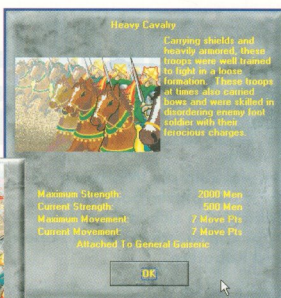 Heavy Cavalry
Carrying shields and
heavily armored, these
troops were well trained
to fight in a loose
formation. These troops
at times also carried
bows and were skilled in
disordering enemy foot
soldier with their
ferocious charges.
Maximum Strength: 2000 Men
Current Strength: 500 Men
Maximum Movement: 7 Move Pts
Current Movement: 7 Move Pts
Attached To General Gaiseric
OK